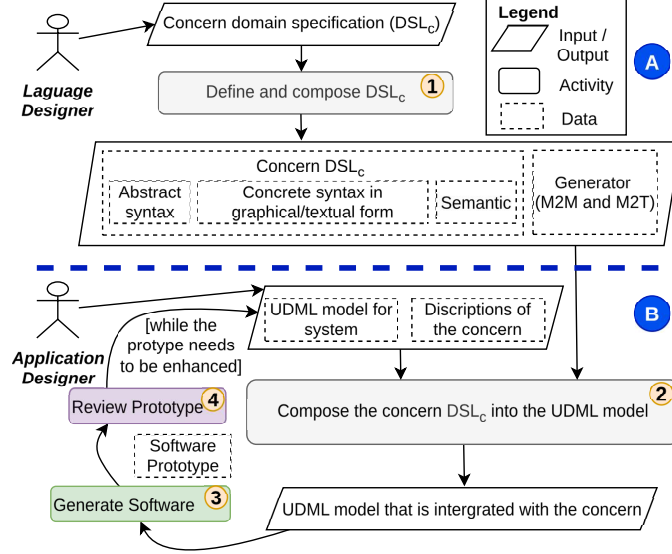 Concern domain specification (DSLc)
Legend
Input /
Output
Activity
Data
A
Laguage
Designer
Define and compose DSLc
1
Concern DSLc
Abstract
syntax
Concrete syntax in
graphical/textual form
Semantic
Generator
(M2M and M2T)
B
Application
Designer
UDML model for
system
Discriptions of
the concern
[while the
protype needs
to be enhanced]
Review Prototype
4
Compose the concern DSLc into the UDML model
2
Software
Prototype
Generate Software
3
UDML model that is intergrated with the concern